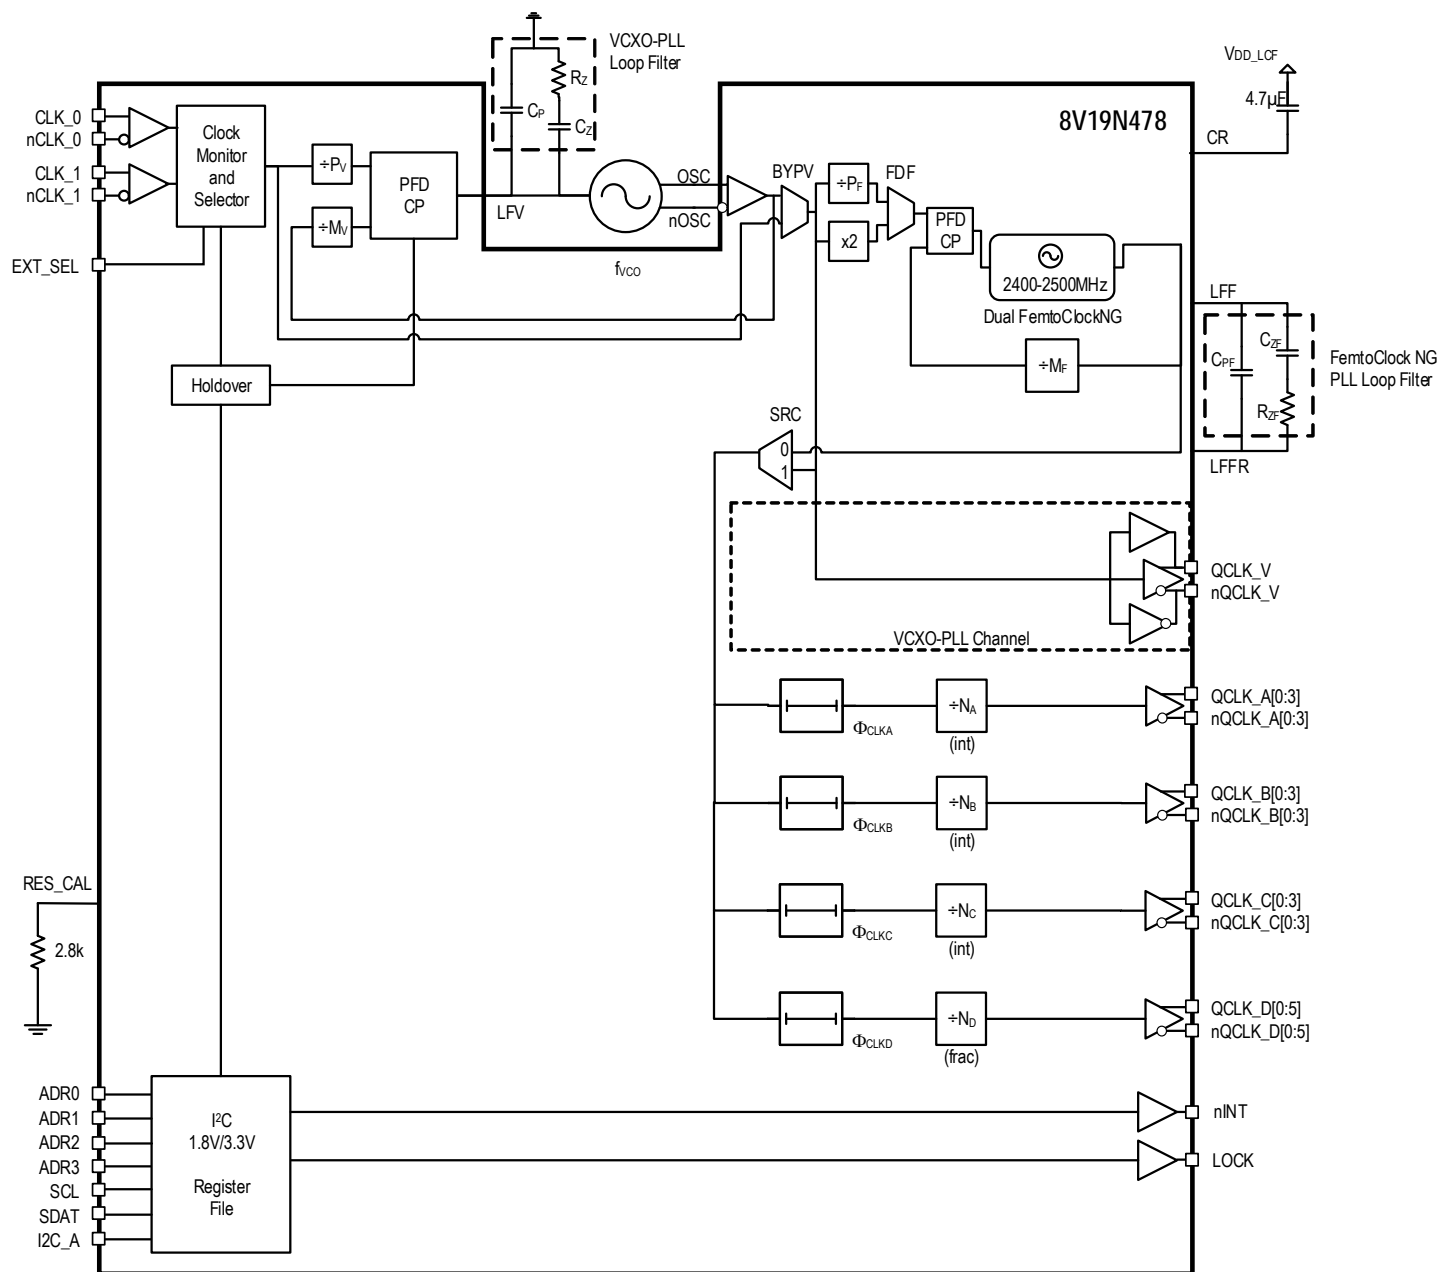 VCXO-PLL
Loop Filter
RZ
CP
CZ
VDD_LCF
4.7µF
CR
8V19N478
CLK_0
nCLK_0
CLK_1
nCLK_1
EXT_SEL
Clock
Monitor
and
Selector
÷PV
÷MV
PFD
CP
LFV
fVCO
OSC
nOSC
BYPV
÷PF
x2
FDF
PFD
CP
2400-2500MHz
Dual FemtoClockNG
÷MF
LFF
CPF
CZF
RZF
FemtoClock NG
PLL Loop Filter
LFFR
Holdover
SRC
0
1
QCLK_V
nQCLK_V
VCXO-PLL Channel
ΦCLKA
÷NA
(int)
QCLK_A[0:3]
nQCLK_A[0:3]
ΦCLKB
÷NB
(int)
QCLK_B[0:3]
nQCLK_B[0:3]
RES_CAL
2.8k
ΦCLKC
÷NC
(int)
QCLK_C[0:3]
nQCLK_C[0:3]
ΦCLKD
÷ND
(frac)
QCLK_D[0:5]
nQCLK_D[0:5]
ADR0
ADR1
ADR2
ADR3
SCL
SDAT
I2C_A
I²C
1.8V/3.3V
Register
File
nINT
LOCK